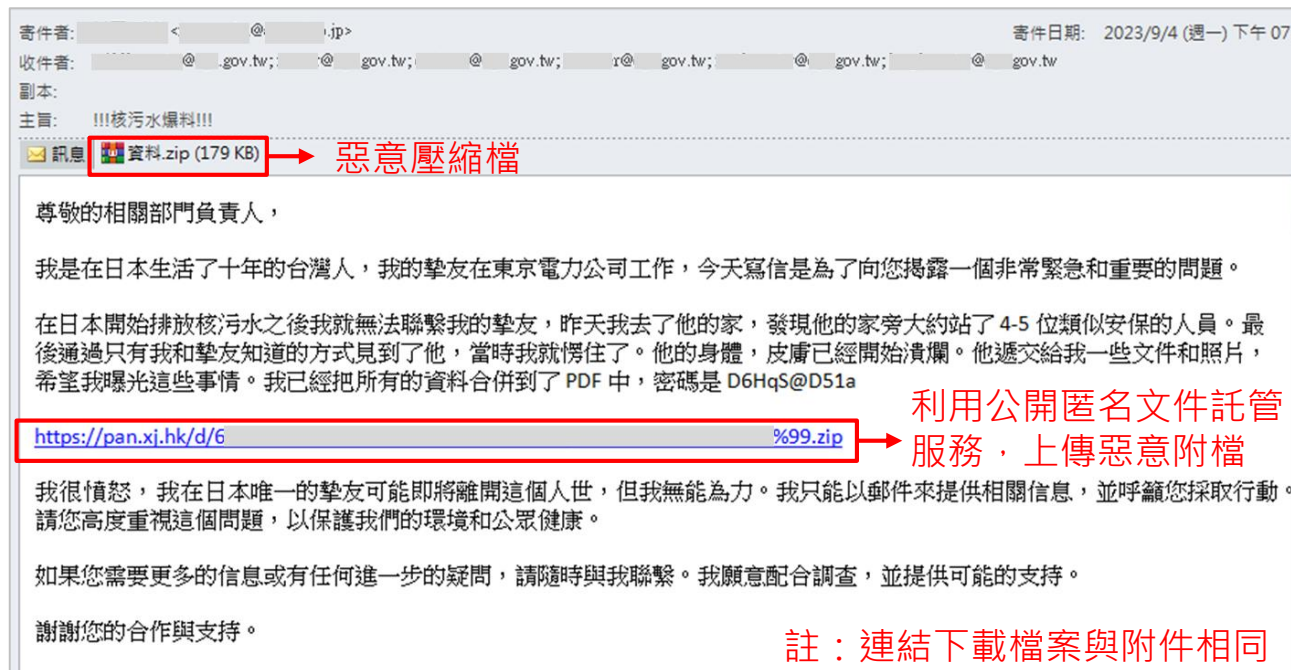 寄件者: < @ .jp> 寄件日期: 2023/9/4 (週一) 下午 07
收件者: @ .gov.tw; @ gov.tw; @ gov.tw; r@ gov.tw; @ gov.tw; @ gov.tw
副本:
主旨: !!!核污水爆料!!!
訊息 資料.zip (179 KB) 惡意壓縮檔
尊敬的相關部門負責人，
我是在日本生活了十年的台灣人，我的摯友在東京電力公司工作，今天寫信是為了向您揭露一個非常緊急和重要的問題。
在日本開始排放核污水之後我就無法聯繫我的摯友，昨天我去了他的家，發現他的家旁大約站了 4-5 位類似安保的人員。最
後通過只有我和摯友知道的方式見到了他，當時我就愣住了。他的身體，皮膚已經開始潰爛。他遞交給我一些文件和照片，
希望我曝光這些事情。我已經把所有的資料合併到了 PDF 中，密碼是 D6HqS@D51a
利用公開匿名文件託管
https://pan.xj.hk/d/6 %99.zip
服務，上傳惡意附檔
我很憤怒，我在日本唯一的摯友可能即將離開這個人世，但我無能為力。我只能以郵件來提供相關信息，並呼籲您採取行動。
請您高度重視這個問題，以保護我們的環境和公眾健康。
如果您需要更多的信息或有任何進一步的疑問，請隨時與我聯繫。我願意配合調查，並提供可能的支持。
謝謝您的合作與支持。
註：連結下載檔案與附件相同